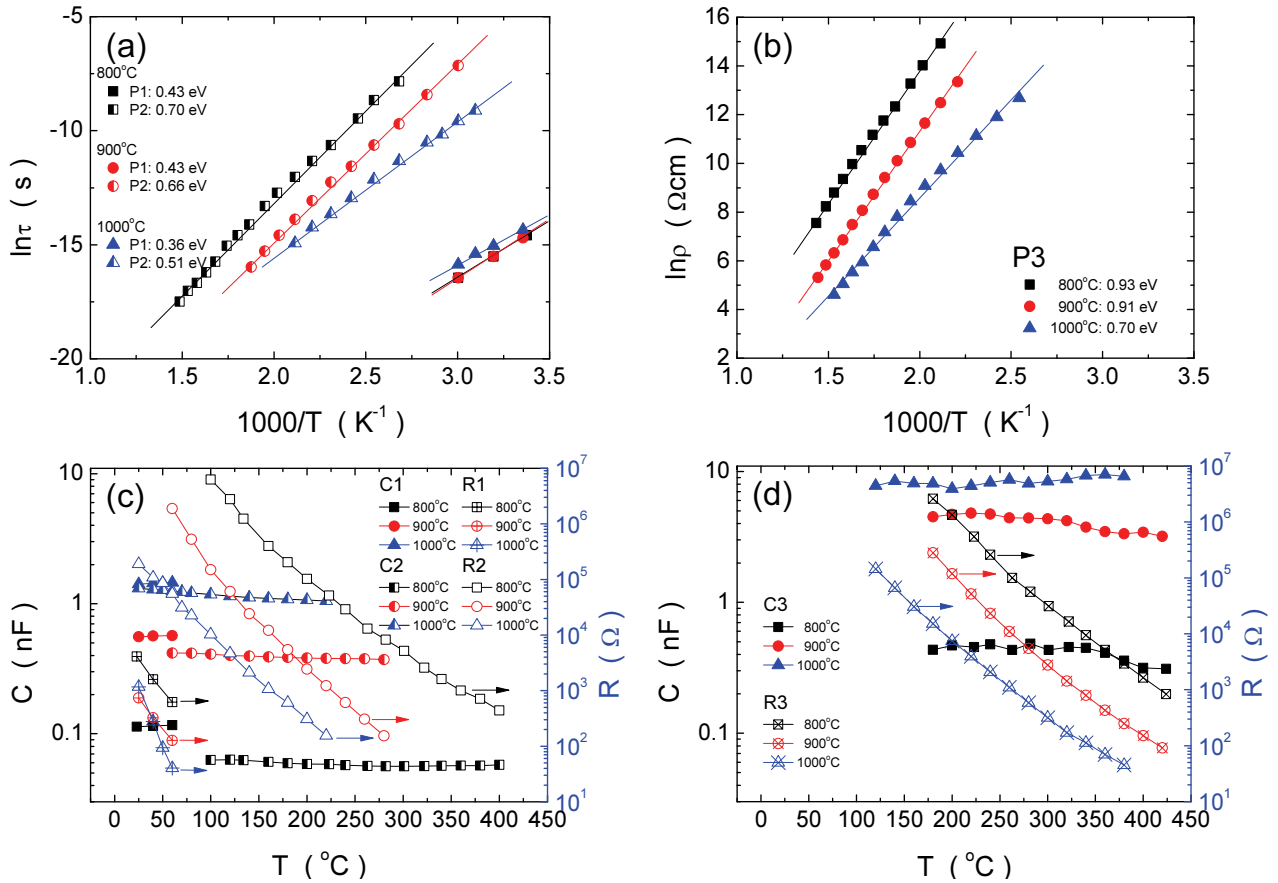 (a)
800°C
P1: 0.43 eV
P2: 0.70 eV
900°C
P1: 0.43 eV
P2: 0.66 eV
1000°C
P1: 0.36 eV
P2: 0.51 eV
-5
-10
-15
-20
lnτ ( s )
1.0 1.5 2.0 2.5 3.0 3.5
1000/T ( K⁻¹ )
(b)
16
14
12
10
8
6
4
2
lnρ ( Ωcm )
P3
800°C: 0.93 eV
900°C: 0.91 eV
1000°C: 0.70 eV
1.0 1.5 2.0 2.5 3.0 3.5
1000/T ( K⁻¹ )
(c)
10
1
0.1
C ( nF )
C1 R1
800°C 800°C
900°C 900°C
1000°C 1000°C
C2 R2
800°C 800°C
900°C 900°C
1000°C 1000°C
10⁷
10⁶
10⁵
10⁴
10³
10²
10¹
R ( Ω )
0 50 100 150 200 250 300 350 400 450
T ( °C )
(d)
10
1
0.1
C ( nF )
C3
800°C
900°C
1000°C
R3
800°C
900°C
1000°C
10⁷
10⁶
10⁵
10⁴
10³
10²
10¹
R ( Ω )
0 50 100 150 200 250 300 350 400 450
T ( °C )